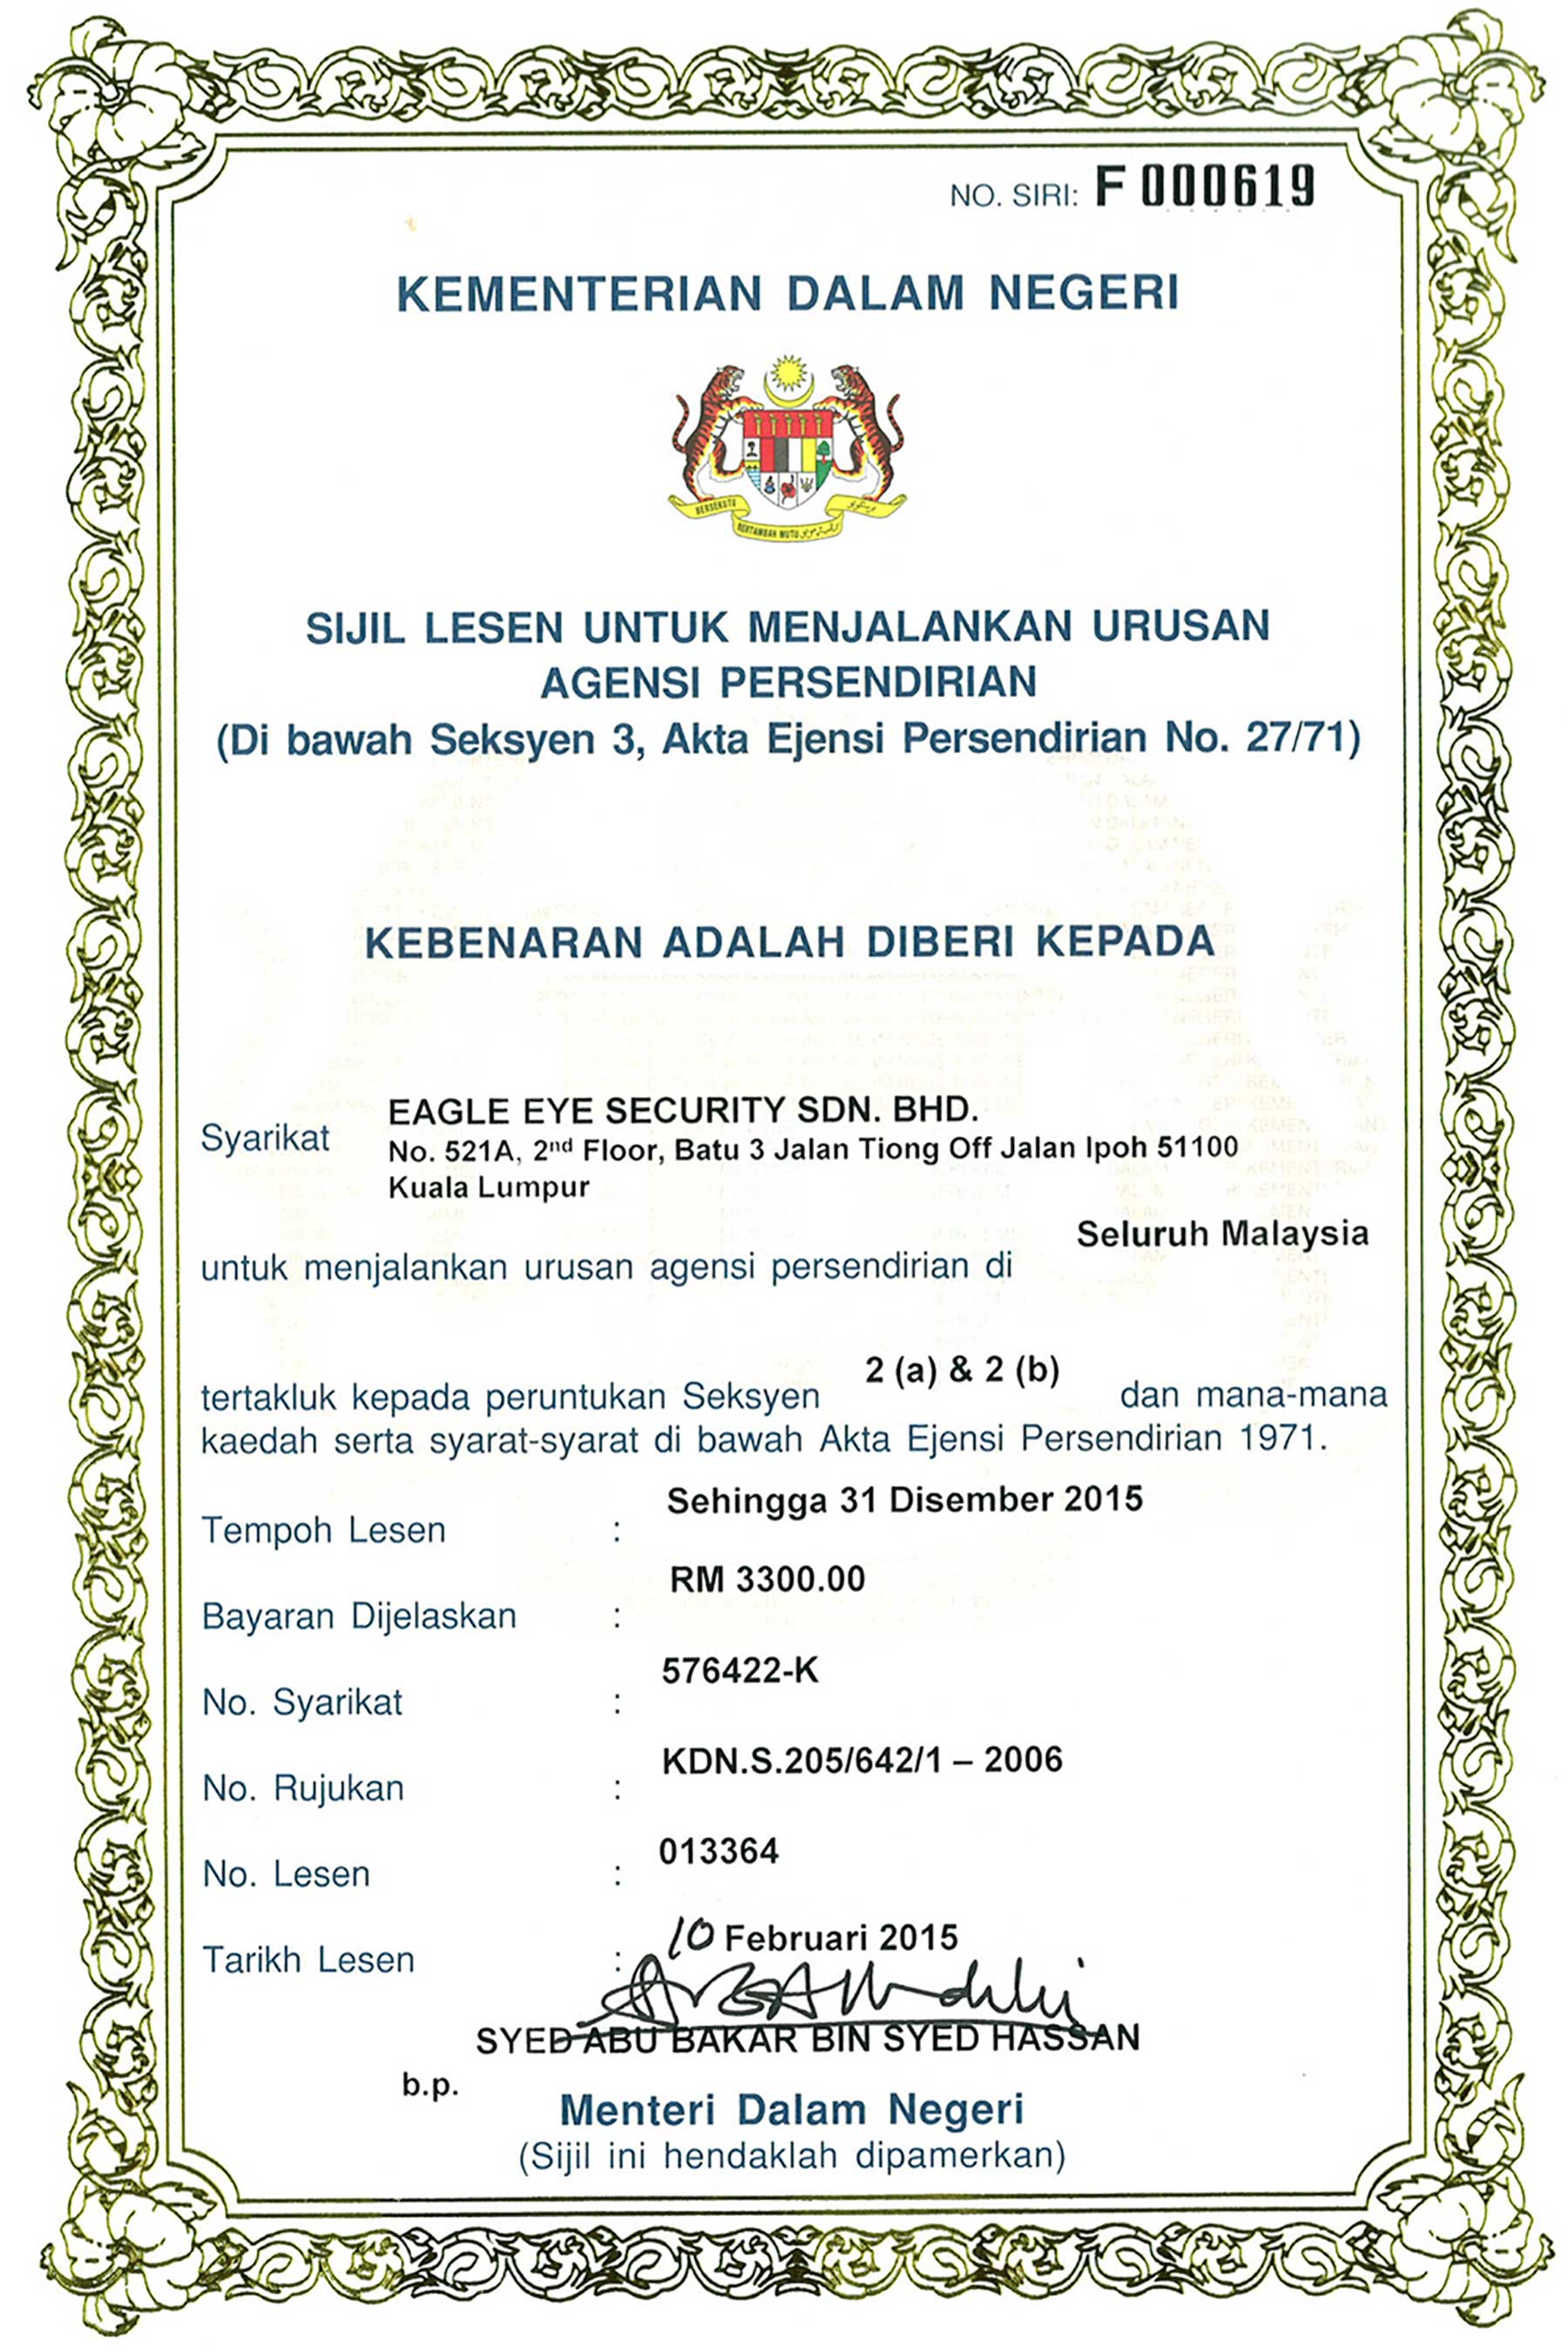 NO. SIRI: F 000619
KEMENTERIAN DALAM NEGERI
BERSEKUTU
BERTAMBAH MUTU
SIJIL LESEN UNTUK MENJALANKAN URUSAN
AGENSI PERSENDIRIAN
(Di bawah Seksyen 3, Akta Ejensi Persendirian No. 27/71)
KEBENARAN ADALAH DIBERI KEPADA
Syarikat EAGLE EYE SECURITY SDN. BHD.
No. 521A, 2nd Floor, Batu 3 Jalan Tiong Off Jalan Ipoh 51100
Kuala Lumpur
untuk menjalankan urusan agensi persendirian di Seluruh Malaysia
tertakluk kepada peruntukan Seksyen 2 (a) & 2 (b) dan mana-mana
kaedah serta syarat-syarat di bawah Akta Ejensi Persendirian 1971.
Tempoh Lesen : Sehingga 31 Disember 2015
Bayaran Dijelaskan : RM 3300.00
No. Syarikat : 576422-K
No. Rujukan : KDN.S.205/642/1 – 2006
No. Lesen : 013364
Tarikh Lesen : 10 Februari 2015
SYED ABU BAKAR BIN SYED HASSAN
b.p.
Menteri Dalam Negeri
(Sijil ini hendaklah dipamerkan)